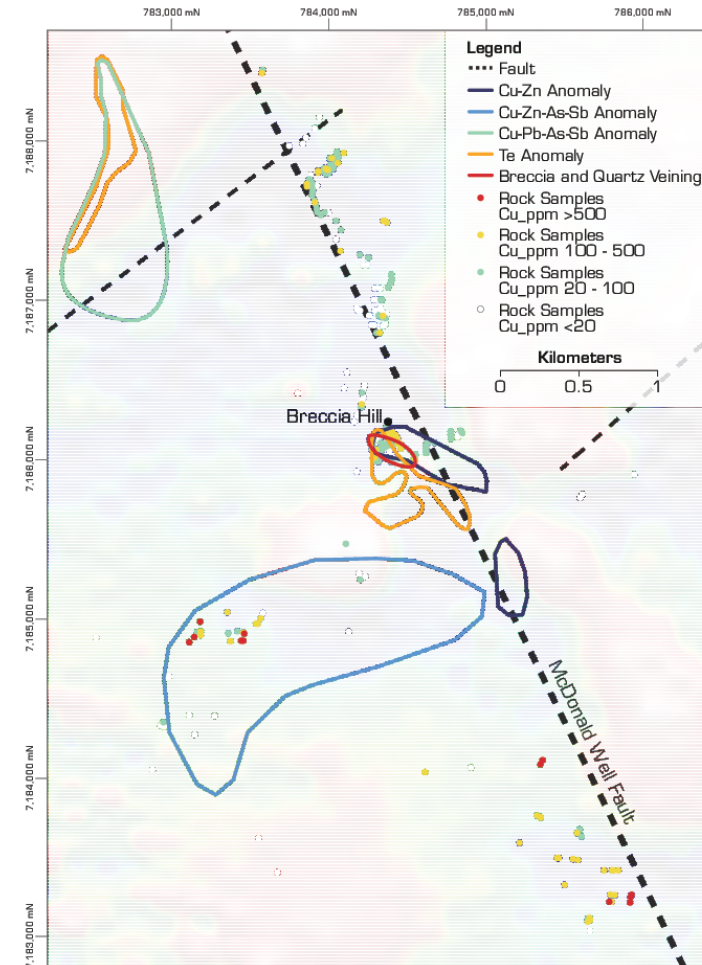 783,000 mN
784,000 mN
785,000 mN
786,000 mN
Legend
Fault
Cu-Zn Anomaly
Cu-Zn-As-Sb Anomaly
Cu-Pb-As-Sb Anomaly
Te Anomaly
Breccia and Quartz Veining
Rock Samples
Cu_ppm >500
Rock Samples
Cu_ppm 100 - 500
Rock Samples
Cu_ppm 20 - 100
Rock Samples
Cu_ppm <20
Kilometers
0 0.5 1
7,188,000 mN
7,187,000 mN
Breccia Hill
7,186,000 mN
7,185,000 mN
McDonald Well Fault
7,184,000 mN
7,183,000 mN